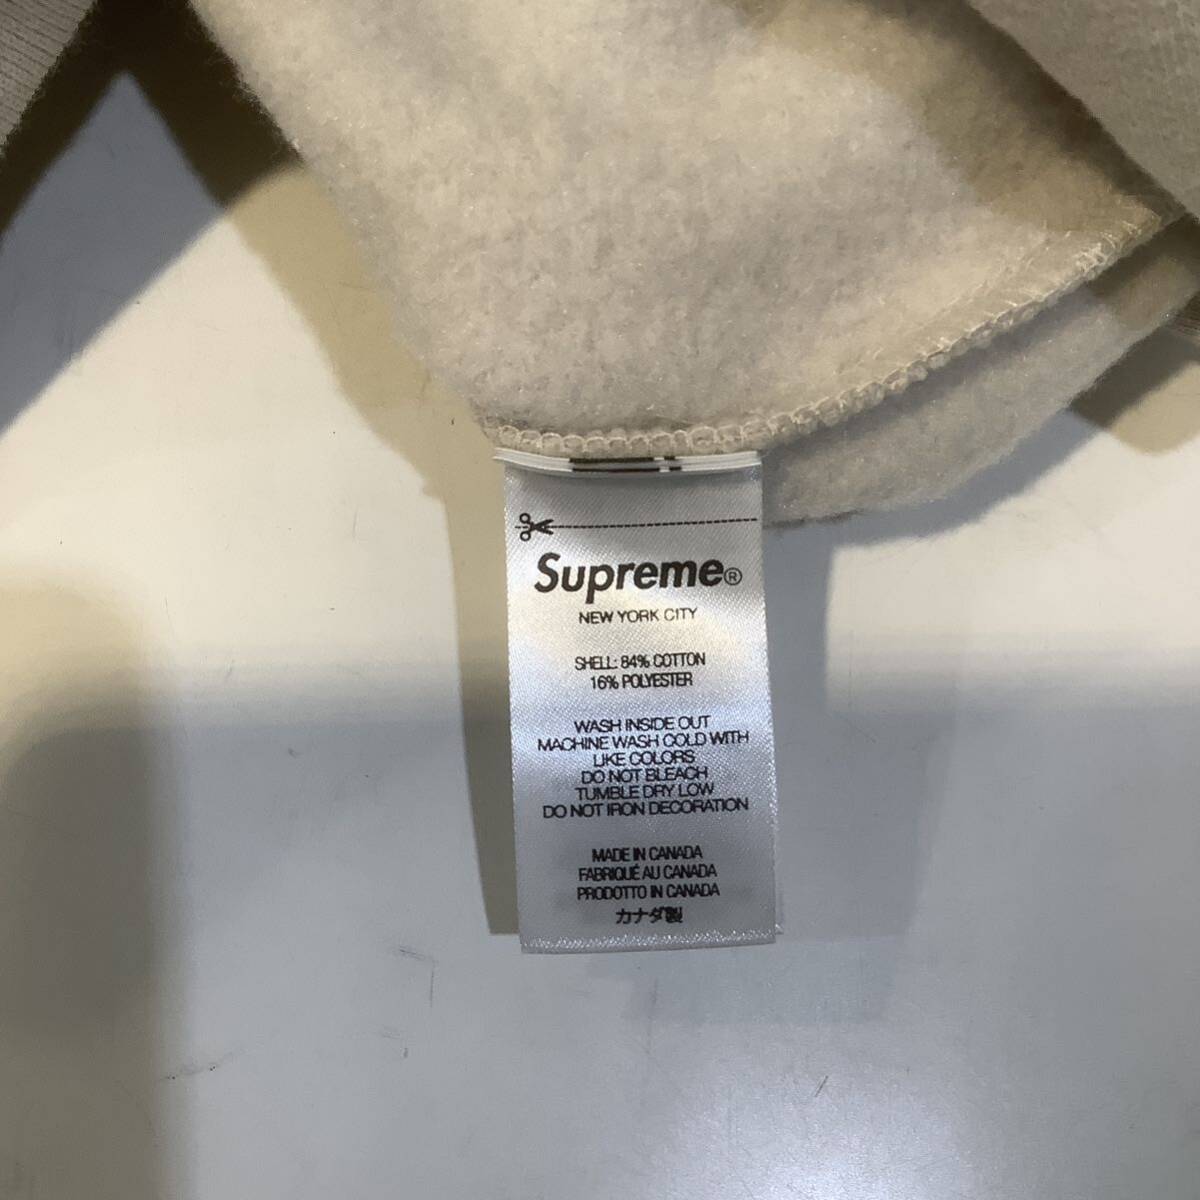 Supreme®
NEW YORK CITY
SHELL: 84% COTTON
16% POLYESTER
WASH INSIDE OUT
MACHINE WASH COLD WITH
LIKE COLORS
DO NOT BLEACH
TUMBLE DRY LOW
DO NOT IRON DECORATION
MADE IN CANADA
FABRIQUÉ AU CANADA
PRODOTTO IN CANADA
カナダ製